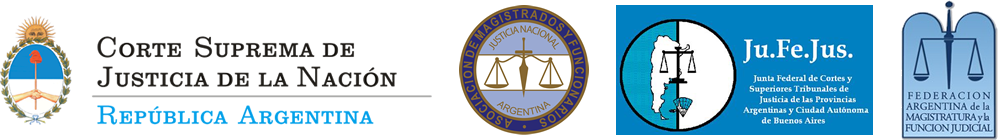 CORTE SUPREMA DE
JUSTICIA DE LA NACIÓN
REPÚBLICA ARGENTINA
ASOCIACION DE MAGISTRADOS Y FUNCIONARIOS
JUSTICIA NACIONAL
ARGENTINA
Ju.Fe.Jus.
Junta Federal de Cortes y
Superiores Tribunales de
Justicia de las Provincias
Argentinas y Ciudad Autónoma
de Buenos Aires
FEDERACION
ARGENTINA de la
MAGISTRATURA y la
FUNCION JUDICIAL